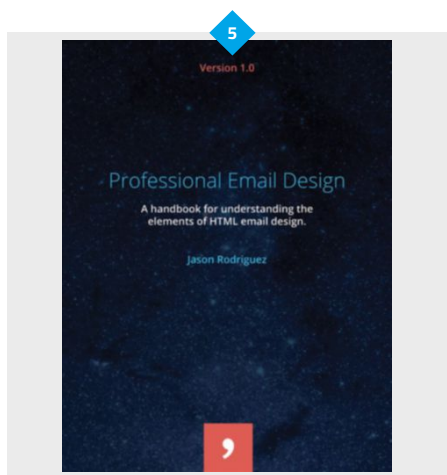 5
Version 1.0
Professional Email Design
A handbook for understanding the
elements of HTML email design.
Jason Rodriguez
,